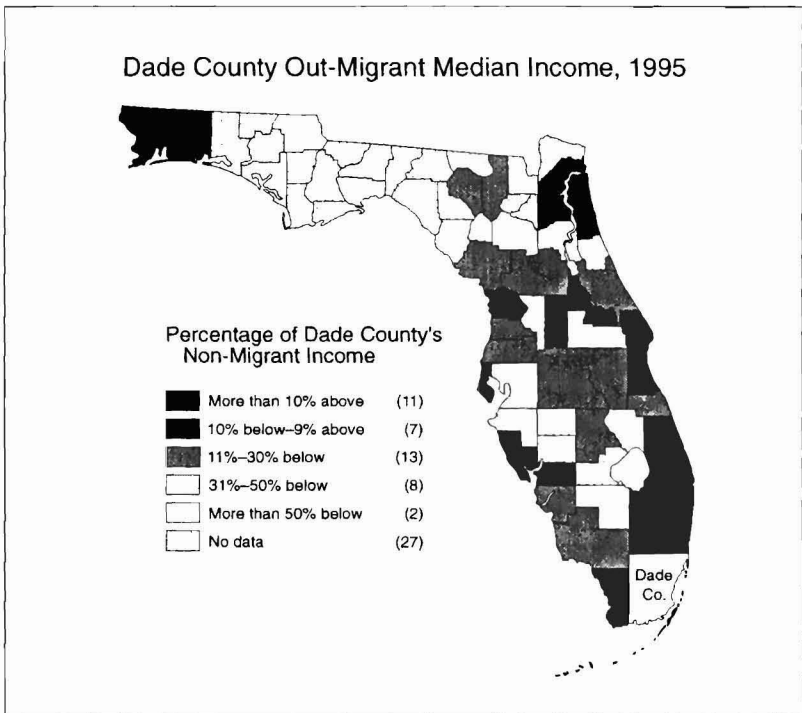 Dade County Out-Migrant Median Income, 1995
Percentage of Dade County's
Non-Migrant Income
More than 10% above (11)
10% below–9% above (7)
11%–30% below (13)
31%–50% below (8)
More than 50% below (2)
No data (27)
Dade
Co.